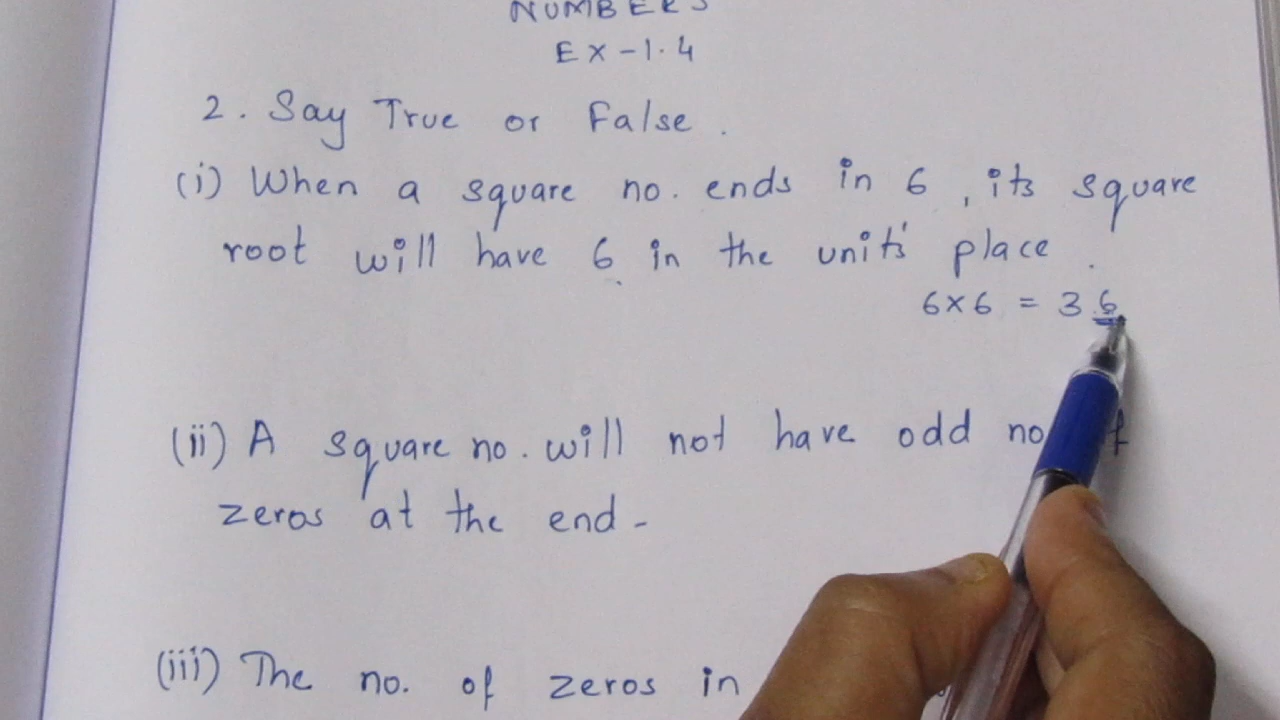 NUMBERS
EX-1.4
2. Say True or False.
(i) When a square no. ends in 6, its square
root will have 6 in the unit's place.
6×6 = 36
(ii) A square no. will not have odd no
zeros at the end-
(iii) The no. of zeros in